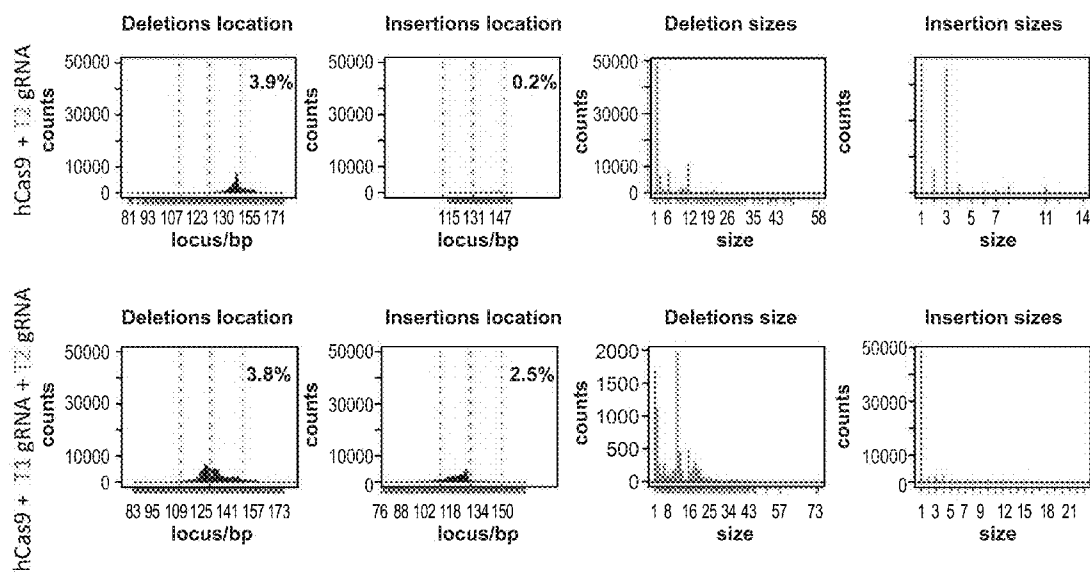 Deletions location
Insertions location
Deletion sizes
Insertion sizes
hCas9 + T2 gRNA
50000
30000
10000
0
counts
3.9%
81 93 107 123 130 155 171
locus/bp
50000
30000
10000
0
counts
0.2%
115 131 147
locus/bp
50000
30000
10000
0
counts
1 6 12 19 26 35 43 58
size
counts
1 3 5 7 11 14
size
Deletions location
Insertions location
Deletions size
Insertion sizes
hCas9 + T1 gRNA + T2 gRNA
50000
30000
10000
0
counts
3.8%
83 95 109 125 141 157 173
locus/bp
50000
30000
10000
0
counts
2.5%
76 88 102 118 134 150
locus/bp
2000
1500
1000
500
0
counts
1 8 16 25 34 43 57 73
size
50000
30000
10000
0
counts
1 3 5 7 9 12 15 18 21
size